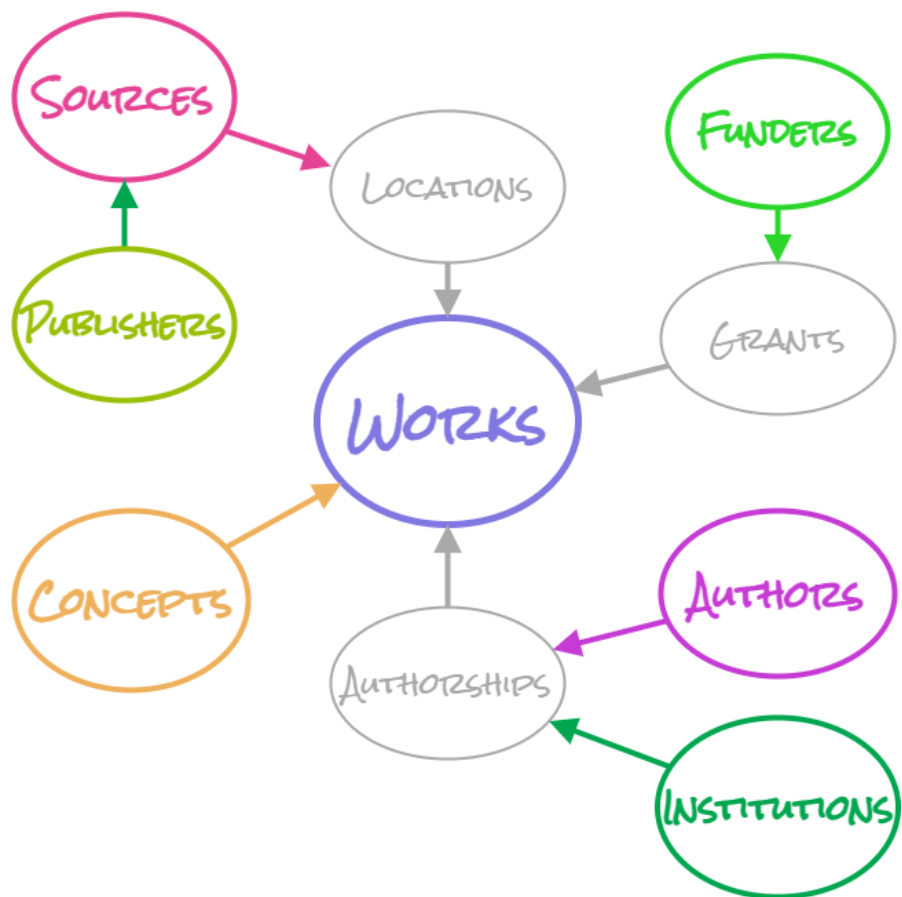 Sources
Funders
Locations
Publishers
Grants
Works
Concepts
Authors
Authorships
Institutions